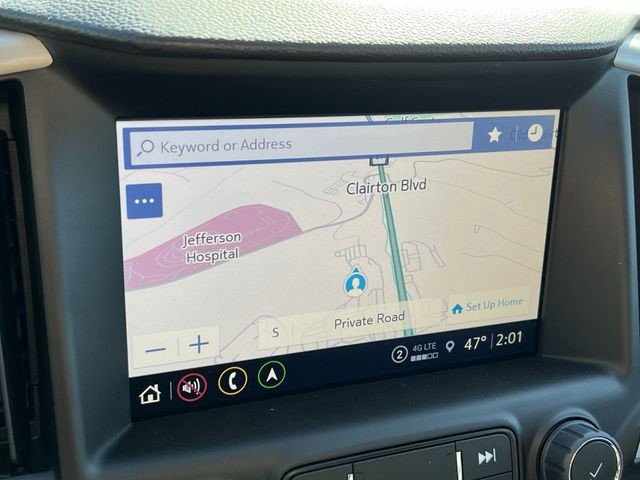 Keyword or Address
Clairton Blvd
Jefferson
Hospital
Set Up Home
S
Private Road
2
4G LTE
47°
2:01